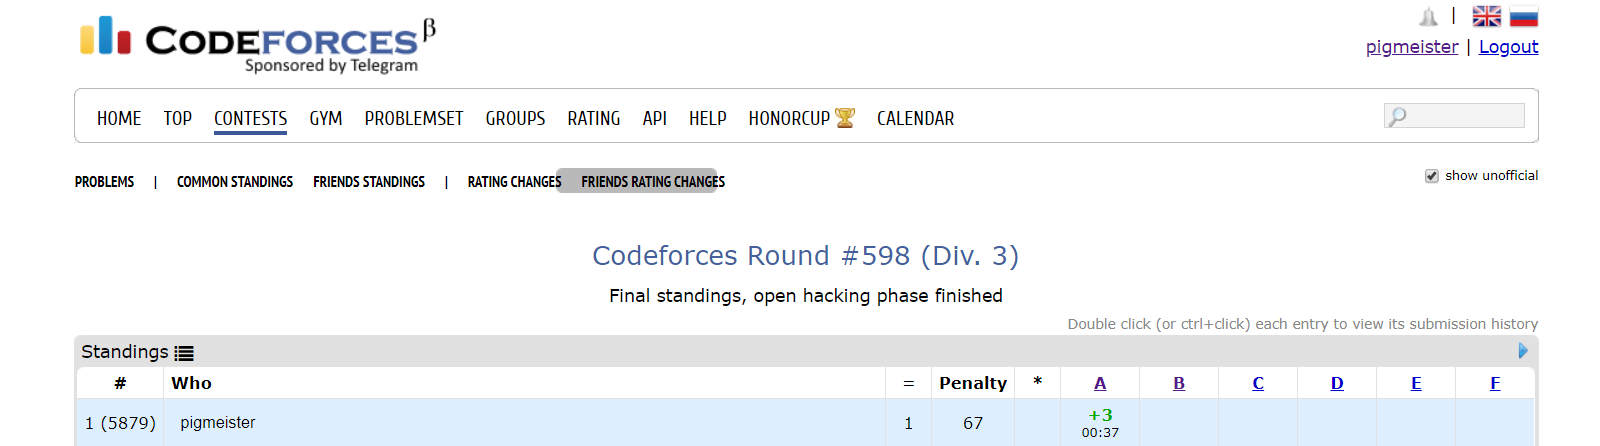 CODEFORCES β
Sponsored by Telegram
|
pigmeister | Logout
HOME TOP CONTESTS GYM PROBLEMSET GROUPS RATING API HELP HONORCUP CALENDAR
PROBLEMS | COMMON STANDINGS FRIENDS STANDINGS | RATING CHANGES FRIENDS RATING CHANGES
show unofficial
Codeforces Round #598 (Div. 3)
Final standings, open hacking phase finished
Double click (or ctrl+click) each entry to view its submission history
Standings
# Who = Penalty * A B C D E F
1 (5879) pigmeister 1 67 +3
00:37